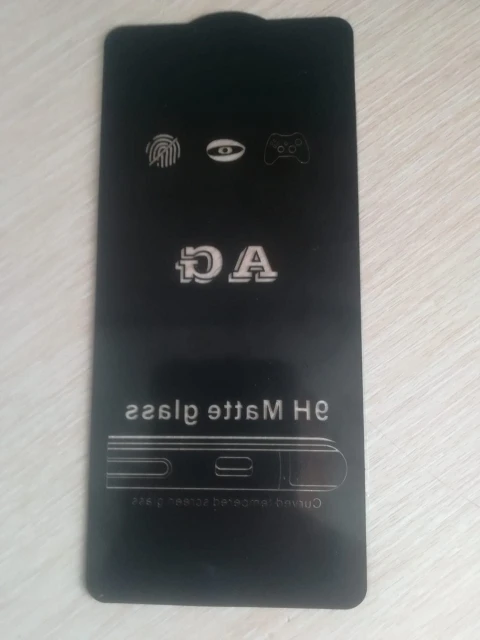 AG
9H Matte glass
Curved tempered screen glass